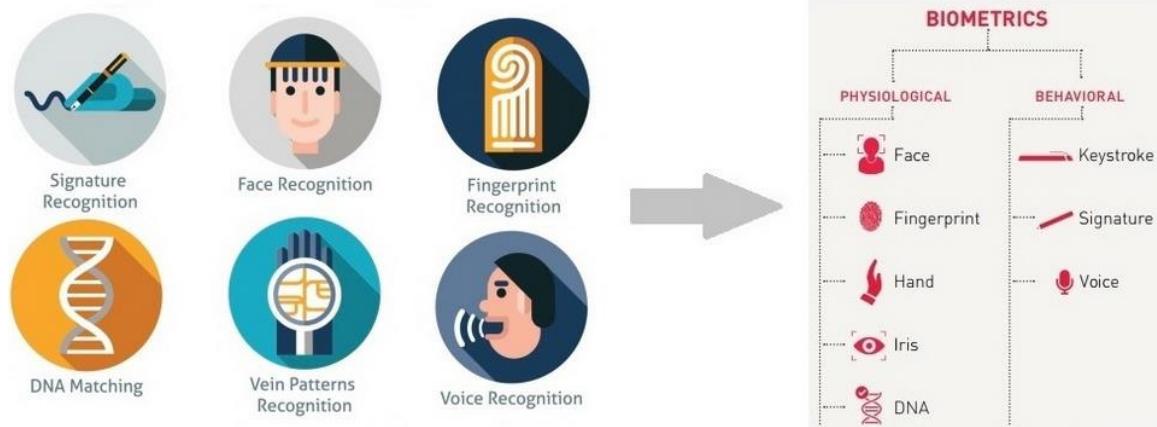 Signature
Recognition
Face Recognition
Fingerprint
Recognition
DNA Matching
Vein Patterns
Recognition
Voice Recognition
BIOMETRICS
PHYSIOLOGICAL
Face
Fingerprint
Hand
Iris
DNA
BEHAVIORAL
Keystroke
Signature
Voice